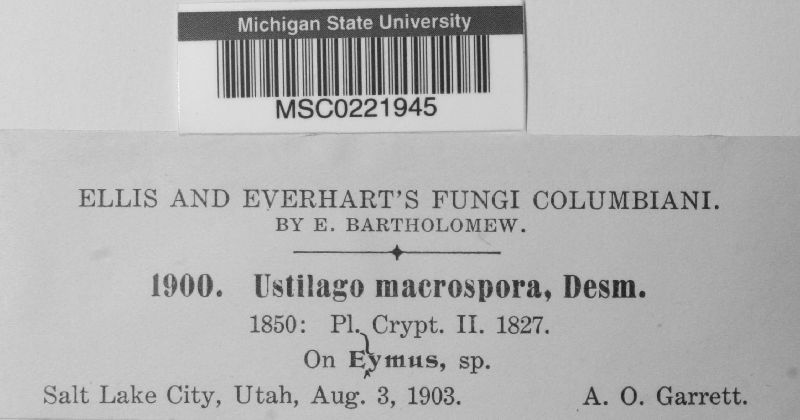 Michigan State University
MSC0221945
ELLIS AND EVERHART'S FUNGI COLUMBIANI.
BY E. BARTHOLOMEW.
1900. Ustilago macrospora, Desm.
1850: Pl. Crypt. II. 1827.
On Eymus, sp.
Salt Lake City, Utah, Aug. 3, 1903. A. O. Garrett.